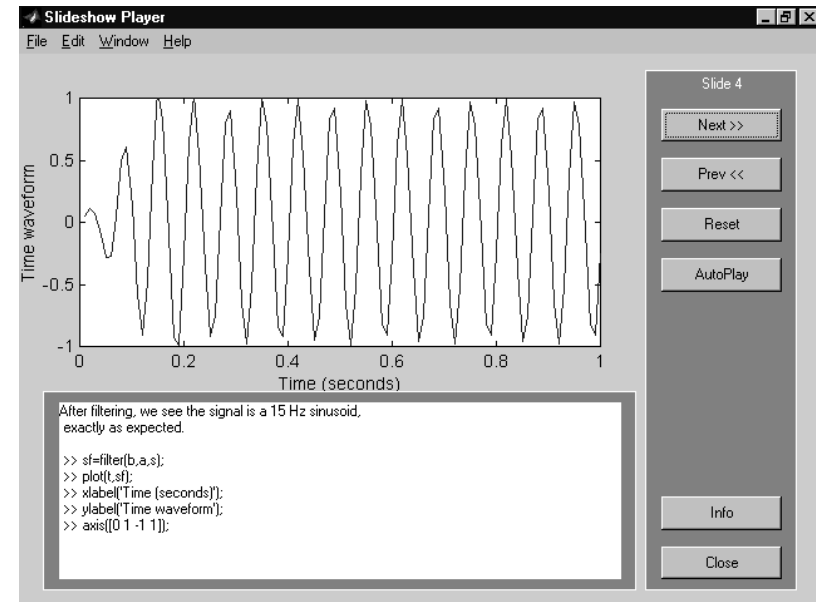 Slideshow Player
File Edit Window Help
Slide 4
Next >>
Prev <<
Reset
AutoPlay
Info
Close
1
0.5
0
-0.5
-1
Time waveform
0 0.2 0.4 0.6 0.8 1
Time (seconds)
After filtering, we see the signal is a 15 Hz sinusoid,
exactly as expected.
>> sf=filter(b,a,s);
>> plot(t,sf);
>> xlabel('Time (seconds)');
>> ylabel('Time waveform');
>> axis([0 1 -1 1]);